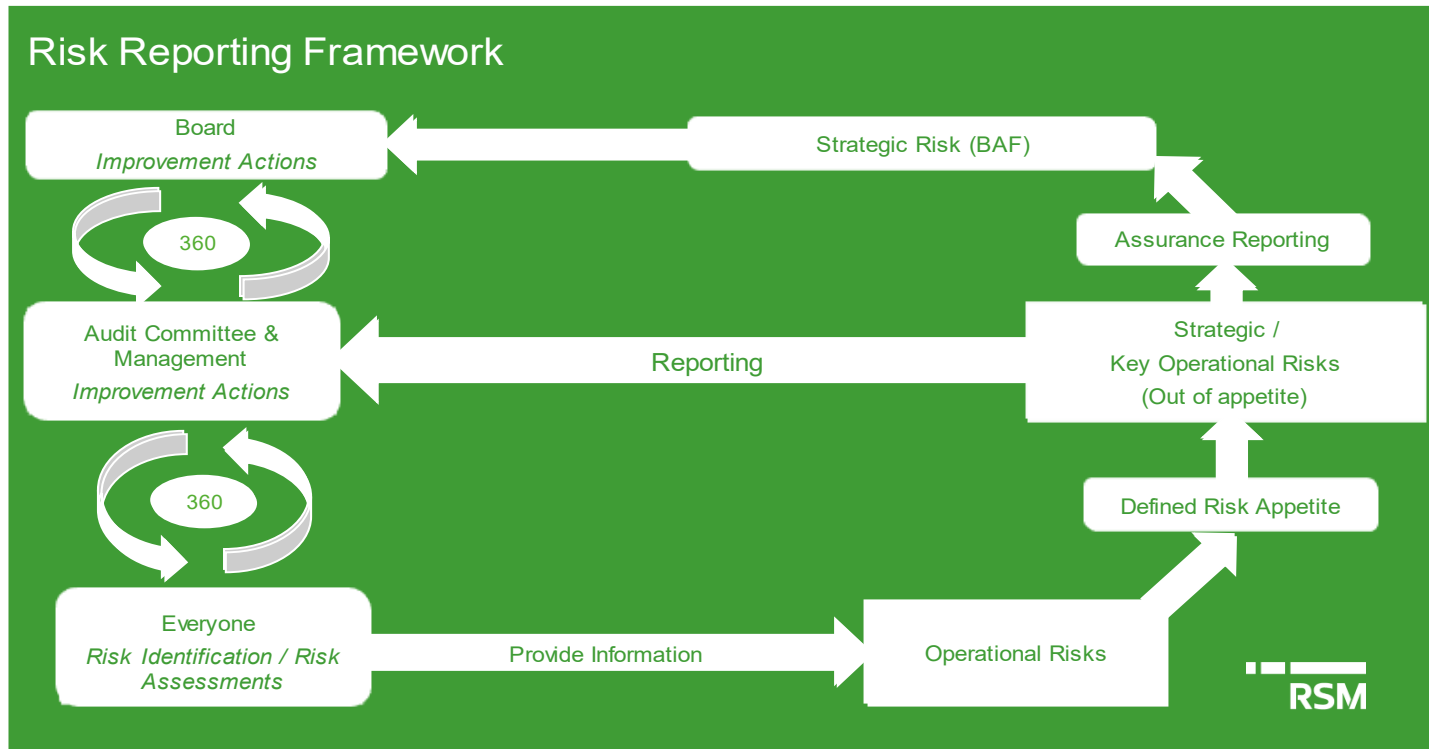 Risk Reporting Framework
Board
Improvement Actions
Strategic Risk (BAF)
360
Assurance Reporting
Audit Committee &
Management
Improvement Actions
Reporting
Strategic /
Key Operational Risks
(Out of appetite)
360
Defined Risk Appetite
Everyone
Risk Identification / Risk
Assessments
Provide Information
Operational Risks
RSM